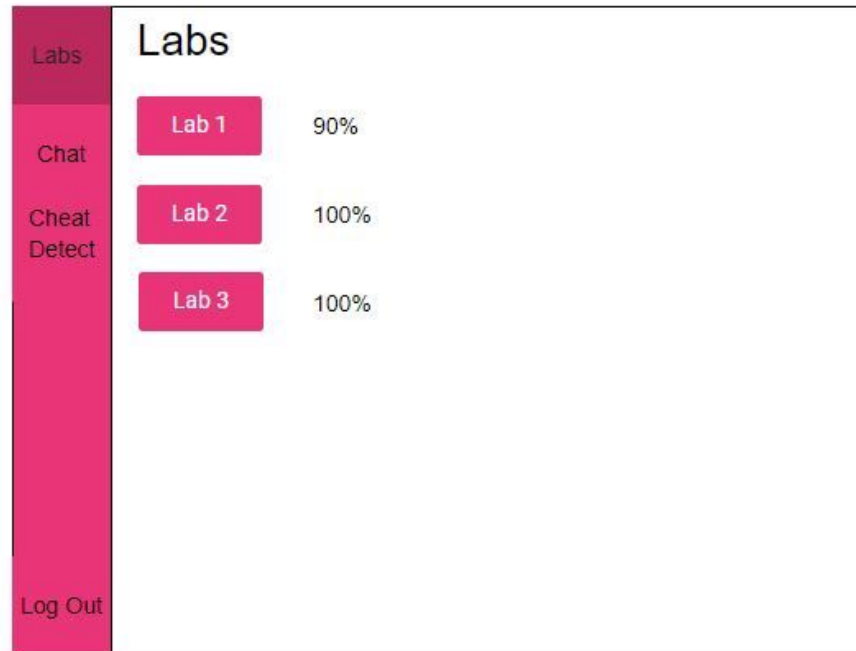 Labs
Chat
Cheat
Detect
Log Out
Labs
Lab 1 90%
Lab 2 100%
Lab 3 100%